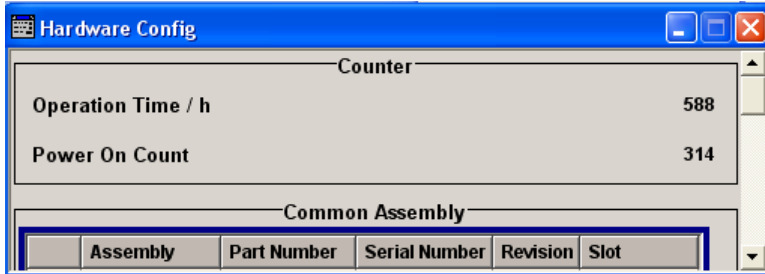 Hardware Config
Counter
Operation Time / h 588
Power On Count 314
Common Assembly
Assembly Part Number Serial Number Revision Slot